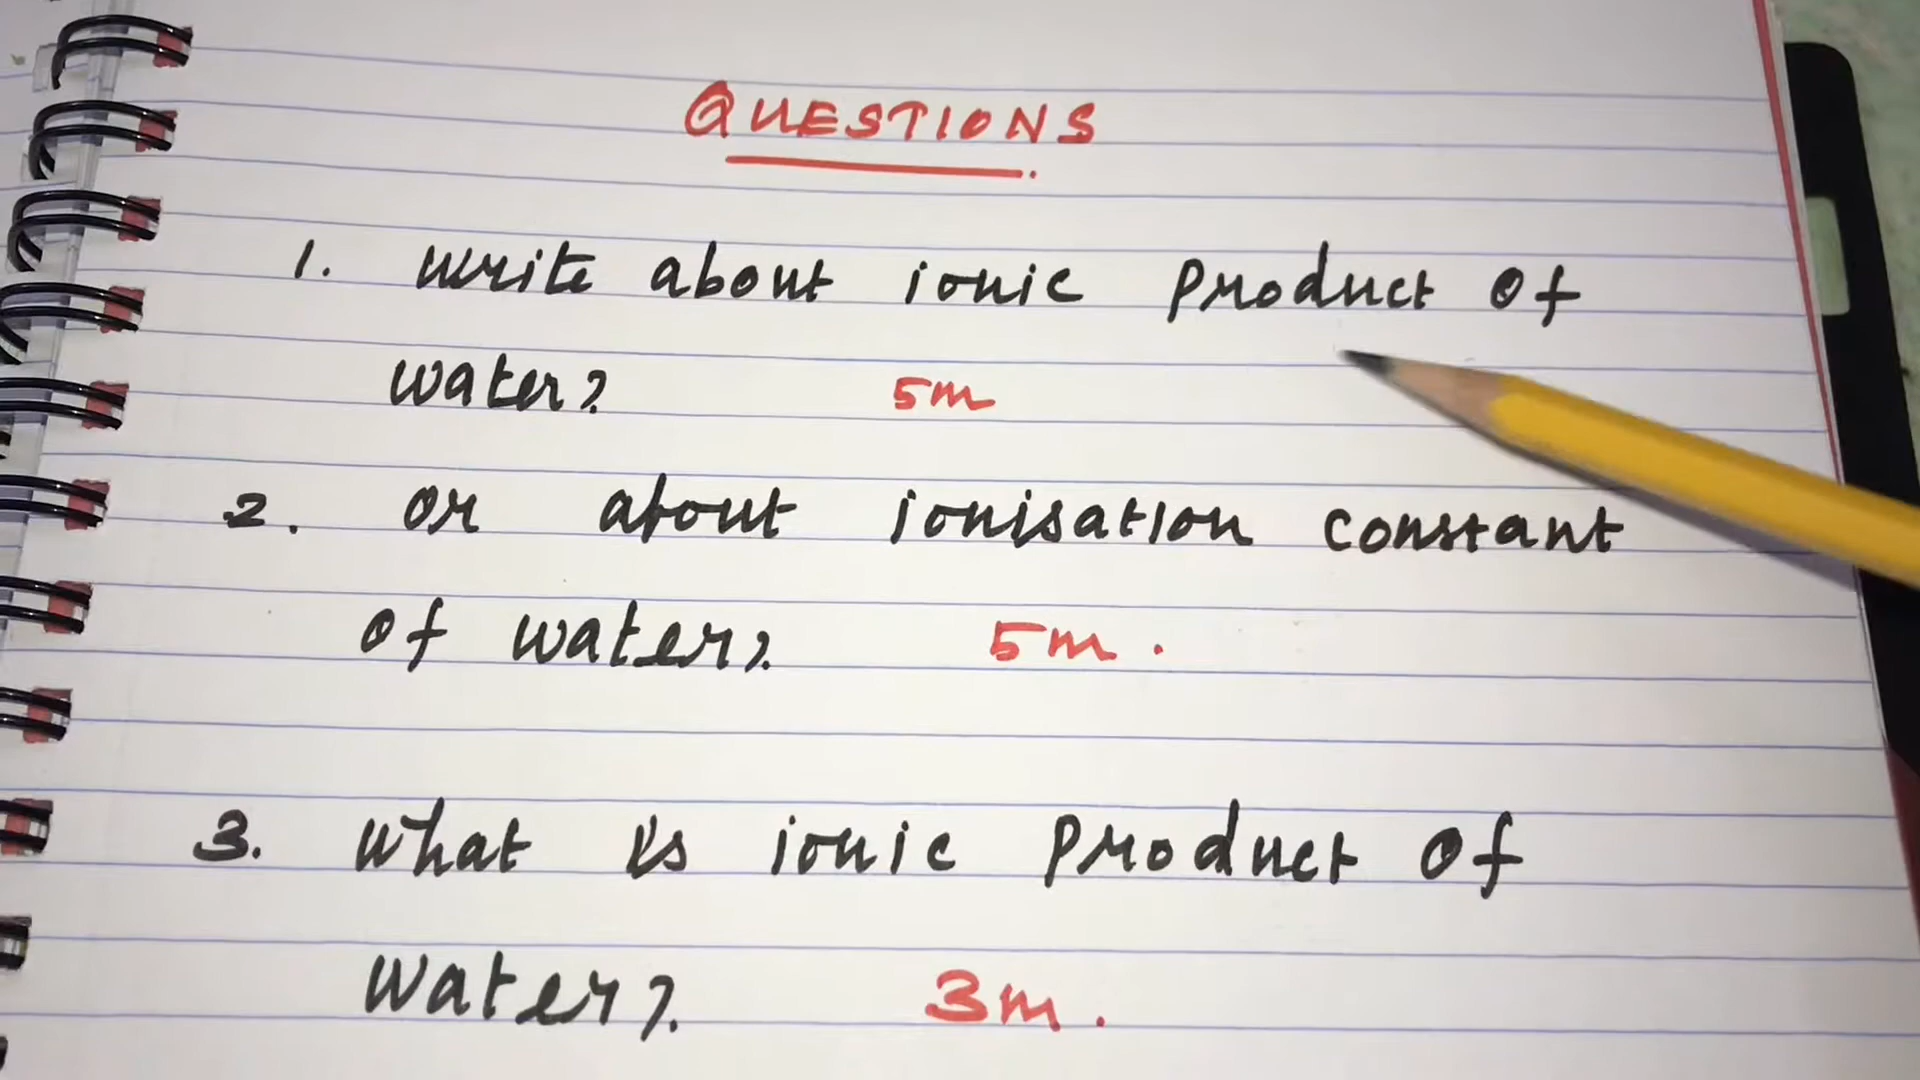 QUESTIONS
1. write about ionic product of
water? 5m
2. or about ionisation constant
of water? 5m.
3. what is ionic product of
water? 3m.